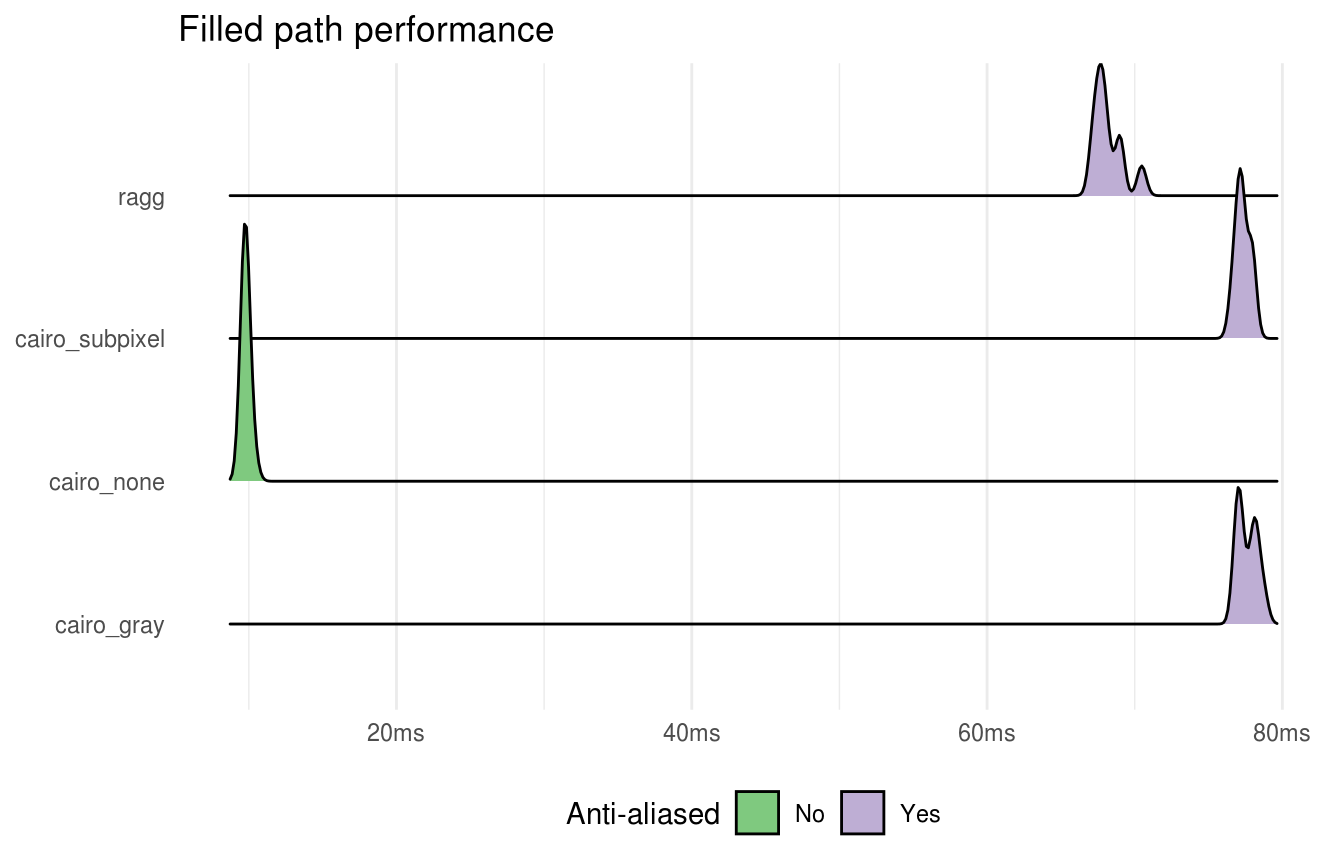 Filled path performance
ragg
cairo_subpixel
cairo_none
cairo_gray
20ms 40ms 60ms 80ms
Anti-aliased No Yes